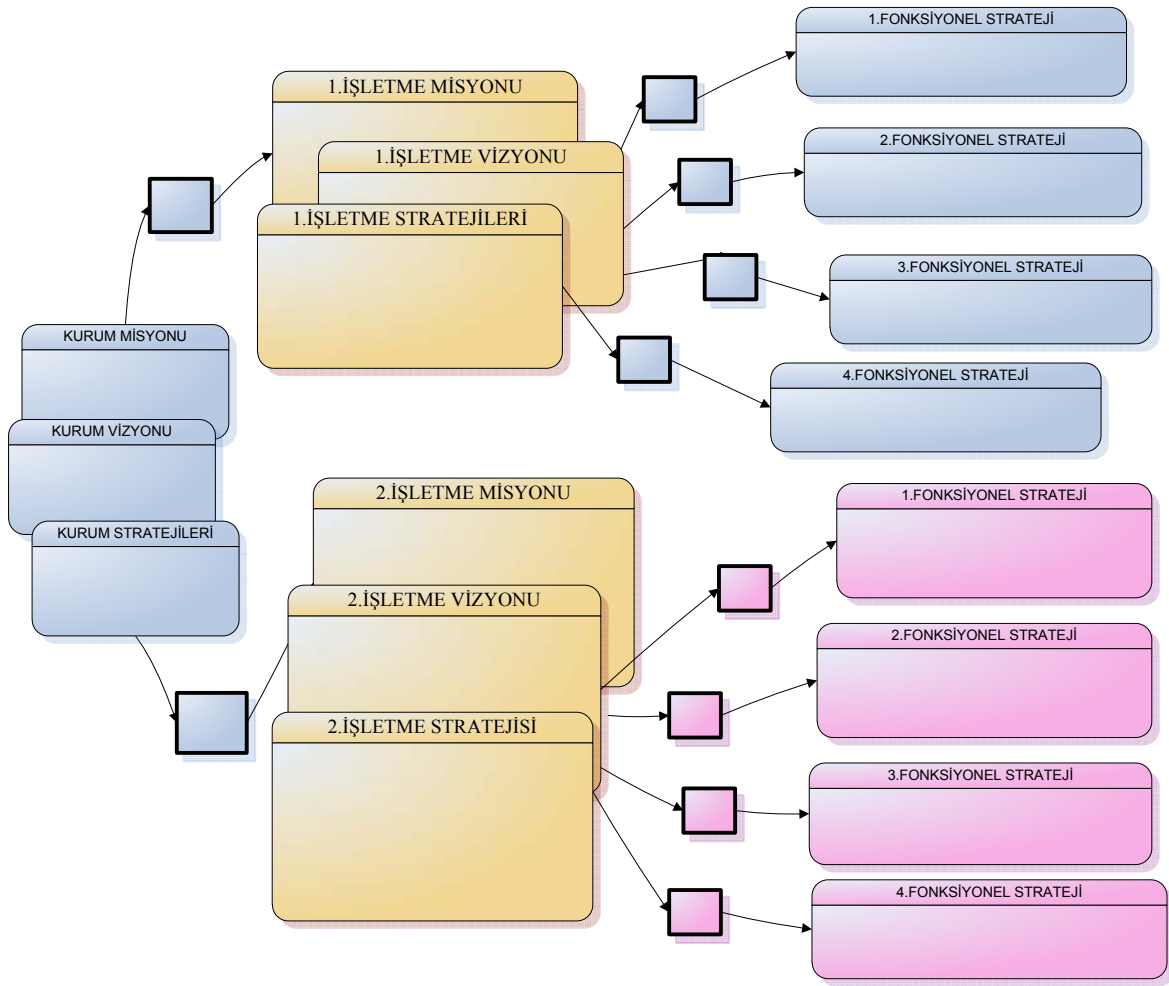 KURUM MİSYONU
KURUM VİZYONU
KURUM STRATEJİLERİ
1.İŞLETME MİSYONU
1.İŞLETME VİZYONU
1.İŞLETME STRATEJİLERİ
1.FONKSİYONEL STRATEJİ
2.FONKSİYONEL STRATEJİ
3.FONKSİYONEL STRATEJİ
4.FONKSİYONEL STRATEJİ
2.İŞLETME MİSYONU
2.İŞLETME VİZYONU
2.İŞLETME STRATEJİSİ
1.FONKSİYONEL STRATEJİ
2.FONKSİYONEL STRATEJİ
3.FONKSİYONEL STRATEJİ
4.FONKSİYONEL STRATEJİ